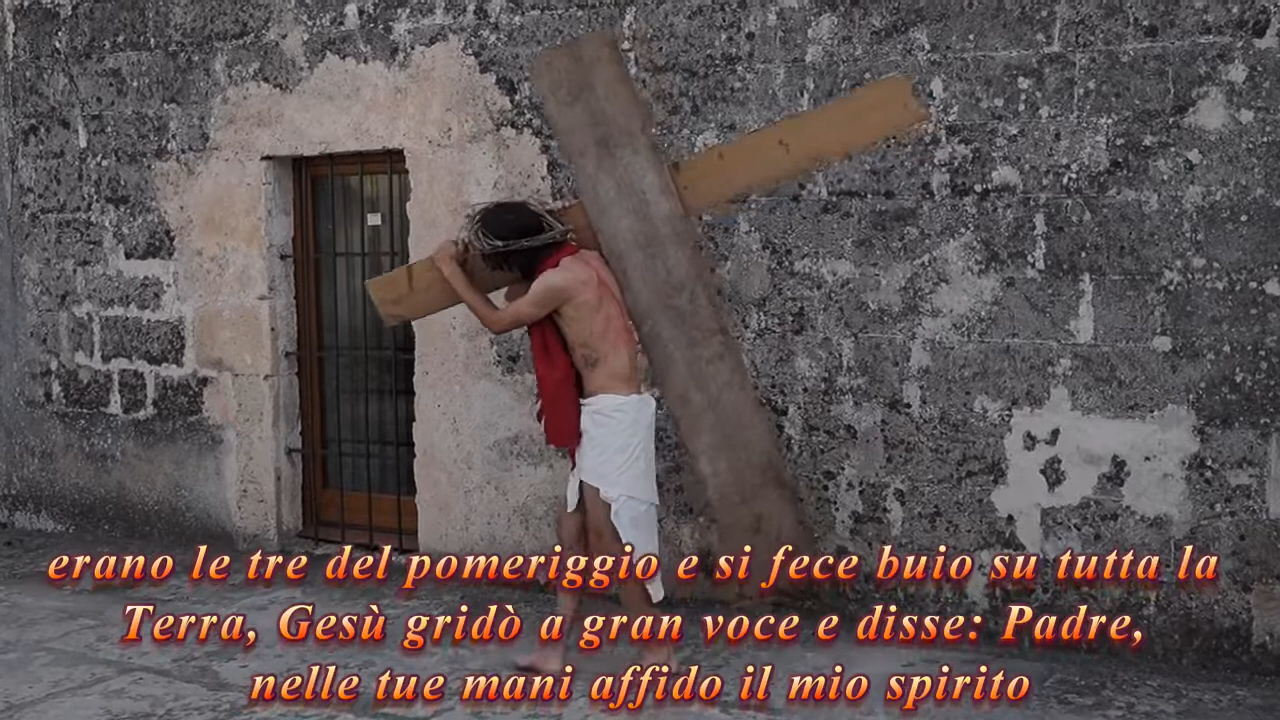 erano le tre del pomeriggio e si fece buio su tutta la
Terra, Gesù gridò a gran voce e disse: Padre,
nelle tue mani affido il mio spirito